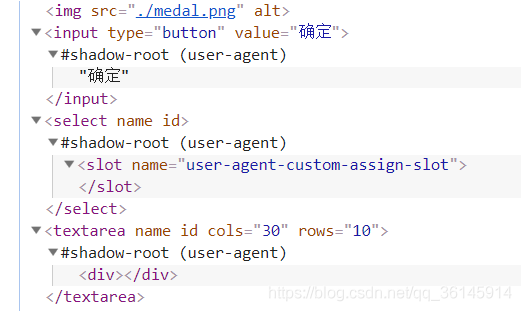 <img src="./medal.png" alt>
▼<input type="button" value="确定">
▼#shadow-root (user-agent)
"确定"
</input>
▼<select name id>
▼#shadow-root (user-agent)
▼<slot name="user-agent-custom-assign-slot">
</slot>
</select>
▼<textarea name id cols="30" rows="10">
▼#shadow-root (user-agent)
<div></div>
</textarea>
https://blog.csdn.net/qq_36145914